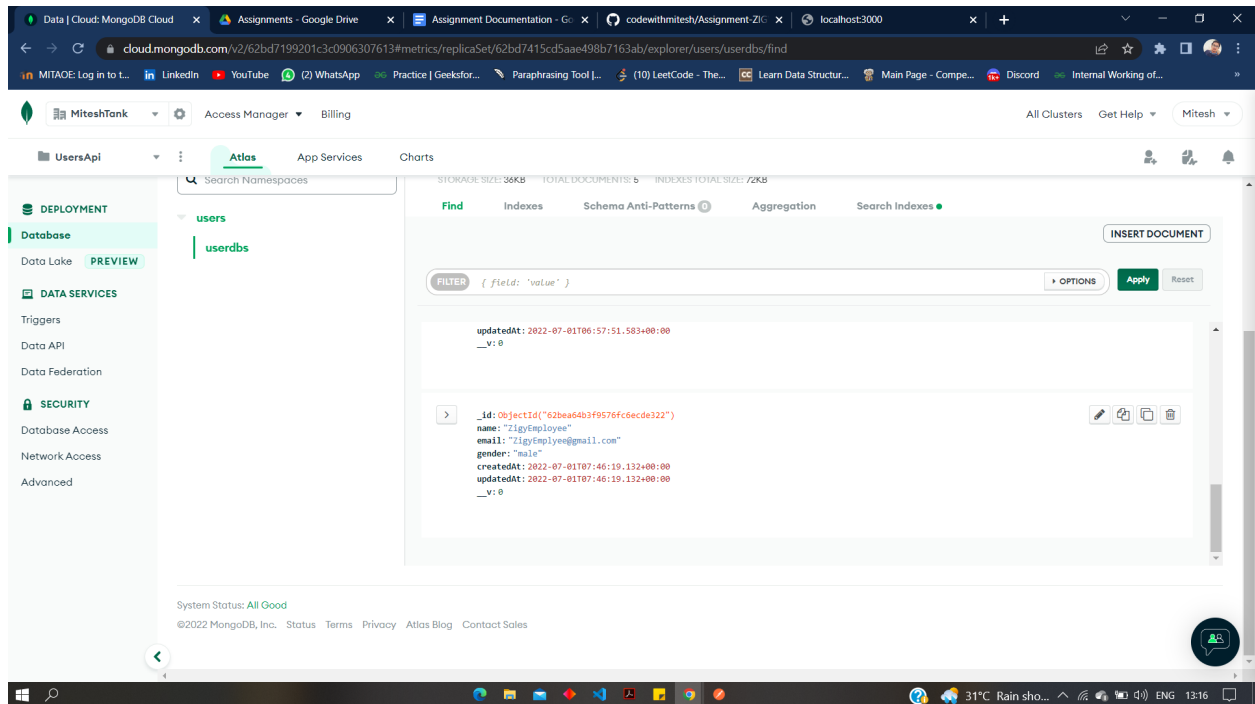 Data | Cloud: MongoDB Cloud
Assignments - Google Drive
Assignment Documentation - Go
codewithmitesh/Assignment-ZIG
localhost:3000
cloud.mongodb.com/v2/62bd7199201c3c0906307613#metrics/replicaSet/62bd7415cd5aae498b7163ab/explorer/users/userdbs/find
MITAOE: Log in to t... LinkedIn YouTube (2) WhatsApp Practice | Geeksfor... Paraphrasing Tool |... (10) LeetCode - The... Learn Data Structur... Main Page - Compe... Discord Internal Working of... »
MiteshTank Access Manager Billing All Clusters Get Help Mitesh
UsersApi Atlas App Services Charts
Search Namespaces
STORAGE SIZE: 36KB TOTAL DOCUMENTS: 5 INDEXES TOTAL SIZE: 72KB
DEPLOYMENT
Database
Data Lake PREVIEW
DATA SERVICES
Triggers
Data API
Data Federation
SECURITY
Database Access
Network Access
Advanced
users
userdbs
Find Indexes Schema Anti-Patterns 0 Aggregation Search Indexes
INSERT DOCUMENT
FILTER { field: 'value' } OPTIONS Apply Reset
updatedAt: 2022-07-01T06:57:51.583+00:00
__v: 0
_id: ObjectId("62bea64b3f9576fc6ecde322")
name: "ZigyEmployee"
email: "ZigyEmplyee@gmail.com"
gender: "male"
createdAt: 2022-07-01T07:46:19.132+00:00
updatedAt: 2022-07-01T07:46:19.132+00:00
__v: 0
System Status: All Good
©2022 MongoDB, Inc. Status Terms Privacy Atlas Blog Contact Sales
31°C Rain sho... ENG 13:16